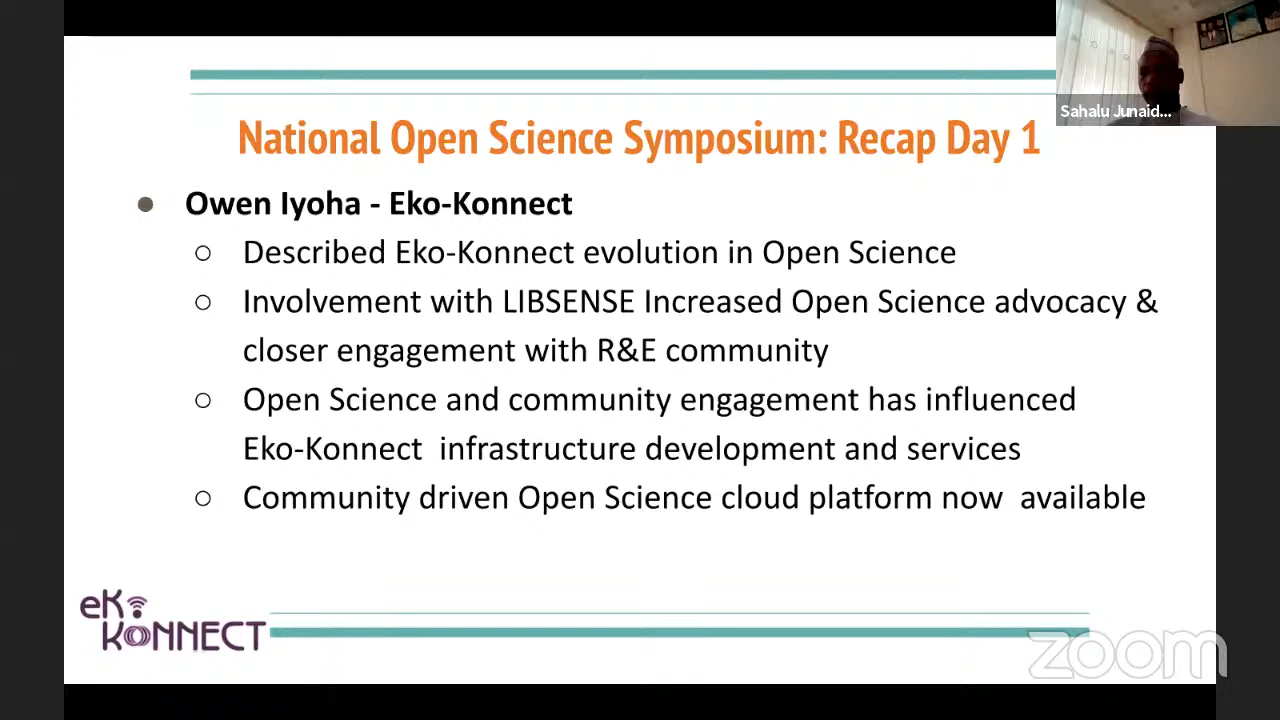 Sahalu Junaid...
National Open Science Symposium: Recap Day 1
● Owen Iyoha - Eko-Konnect
○ Described Eko-Konnect evolution in Open Science
○ Involvement with LIBSENSE Increased Open Science advocacy &
closer engagement with R&E community
○ Open Science and community engagement has influenced
Eko-Konnect  infrastructure development and services
○ Community driven Open Science cloud platform now  available
eK
KONNECT
zoom